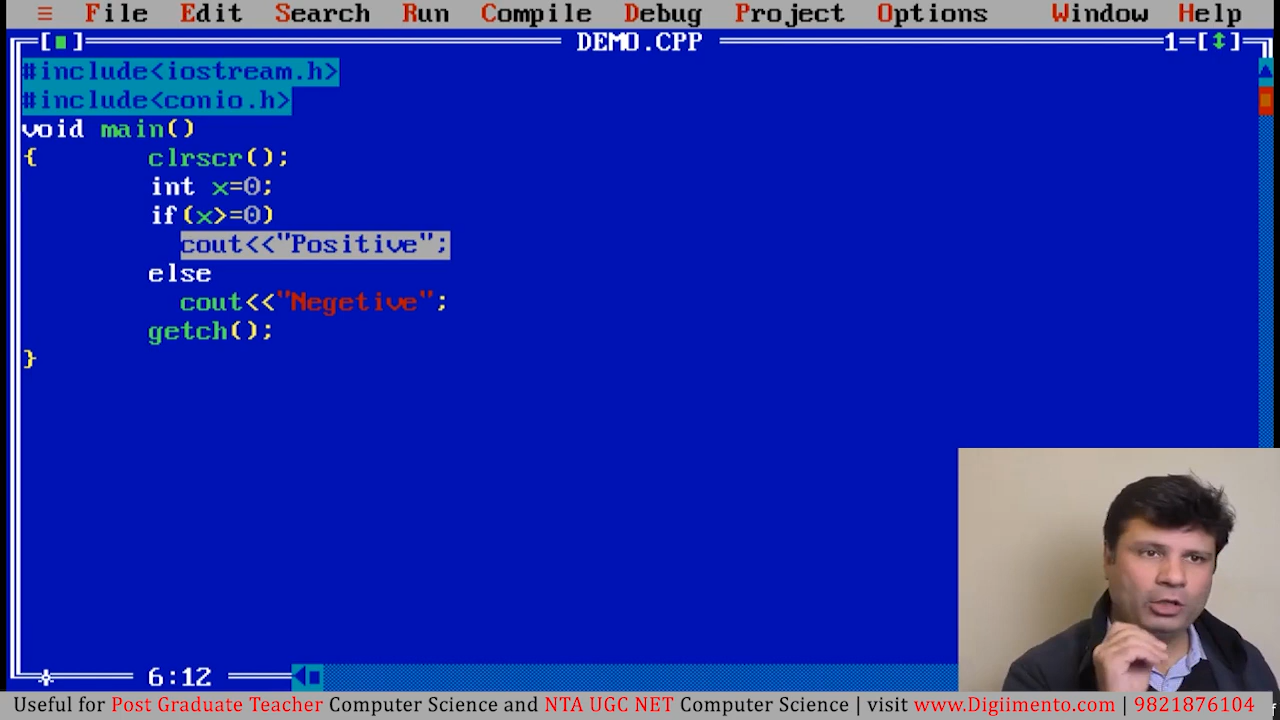 ≡ File Edit Search Run Compile Debug Project Options Window Help
[■] DEMO.CPP 1=[↕]
#include<iostream.h>
#include<conio.h>
void main()
{ clrscr();
int x=0;
if(x>=0)
cout<<"Positive";
else
cout<<"Negetive";
getch();
}
6:12
Useful for Post Graduate Teacher Computer Science and NTA UGC NET Computer Science | visit www.Digiimento.com | 9821876104